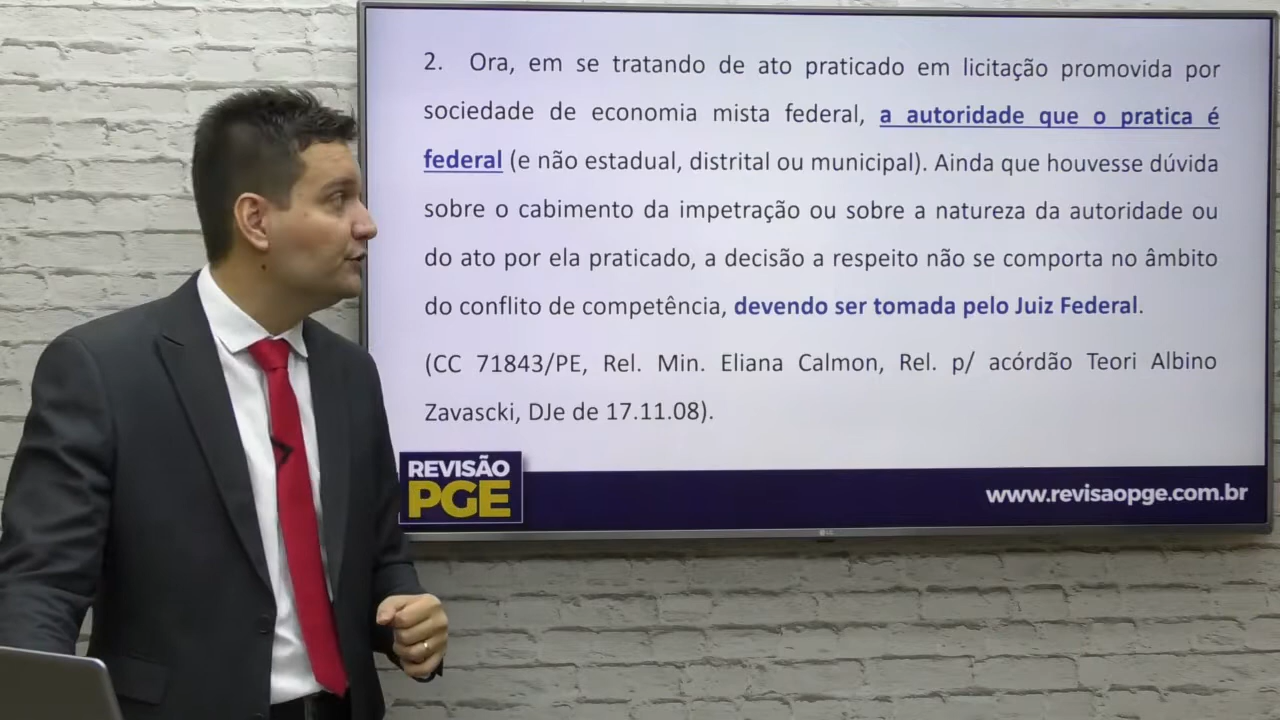 2. Ora, em se tratando de ato praticado em licitação promovida por
sociedade de economia mista federal, a autoridade que o pratica é
federal (e não estadual, distrital ou municipal). Ainda que houvesse dúvida
sobre o cabimento da impetração ou sobre a natureza da autoridade ou
do ato por ela praticado, a decisão a respeito não se comporta no âmbito
do conflito de competência, devendo ser tomada pelo Juiz Federal.
(CC 71843/PE, Rel. Min. Eliana Calmon, Rel. p/ acórdão Teori Albino
Zavascki, DJe de 17.11.08).
REVISÃO
PGE
www.revisaopge.com.br
LG